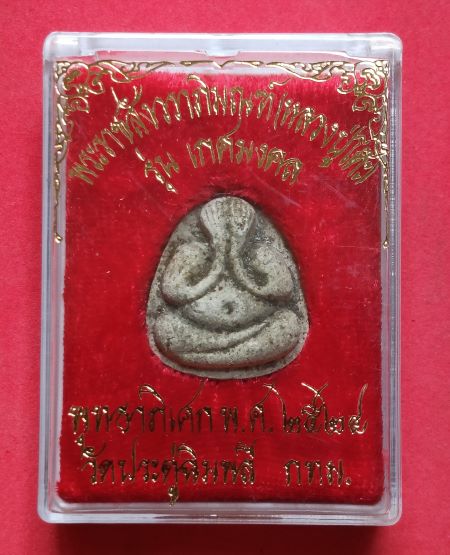 พระราชสังวราภิมณฑ์ (หลวงปู่โต๊ะ)
รุ่น เกศมงคล
พุทธาภิเศก พ.ศ. ๒๕๒๔
วัดประดู่ฉิมพลี กทม.